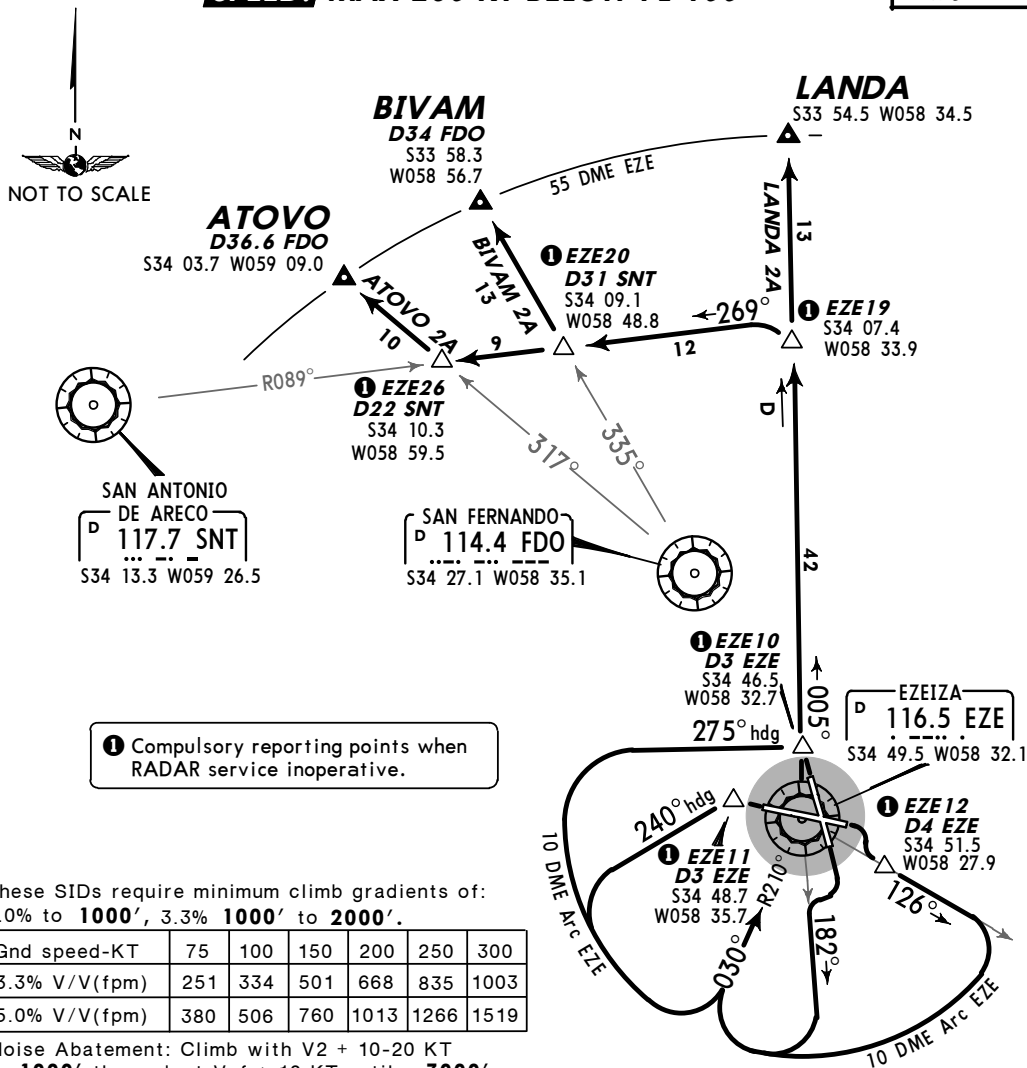 LANDA
S33 54.5 W058 34.5
BIVAM
D34 FDO
S33 58.3
W058 56.7
55 DME EZE
N
NOT TO SCALE
ATOVO
D36.6 FDO
S34 03.7 W059 09.0
LANDA 2A
13
BIVAM 2A
13
❶ EZE20
D31 SNT
S34 09.1
W058 48.8
ATOVO 2A
10
269°
❶ EZE19
S34 07.4
W058 33.9
9
12
R089°
❶ EZE26
D22 SNT
S34 10.3
W058 59.5
D
317°
335°
SAN ANTONIO
DE ARECO
D 117.7 SNT
S34 13.3 W059 26.5
SAN FERNANDO
D 114.4 FDO
S34 27.1 W058 35.1
42
❶ EZE10
D3 EZE
S34 46.5
W058 32.7
005°
EZEIZA
D 116.5 EZE
S34 49.5 W058 32.1
❶ Compulsory reporting points when
RADAR service inoperative.
275° hdg
240° hdg
❶ EZE11
D3 EZE
S34 48.7
W058 35.7
❶ EZE12
D4 EZE
S34 51.5
W058 27.9
R210°
030°
182°
126°
10 DME Arc EZE
10 DME Arc EZE
hese SIDs require minimum climb gradients of:
.0% to 1000', 3.3% 1000' to 2000'.
Gnd speed-KT 75 100 150 200 250 300
3.3% V/V(fpm) 251 334 501 668 835 1003
5.0% V/V(fpm) 380 506 760 1013 1266 1519
Noise Abatement: Climb with V2 + 10-20 KT